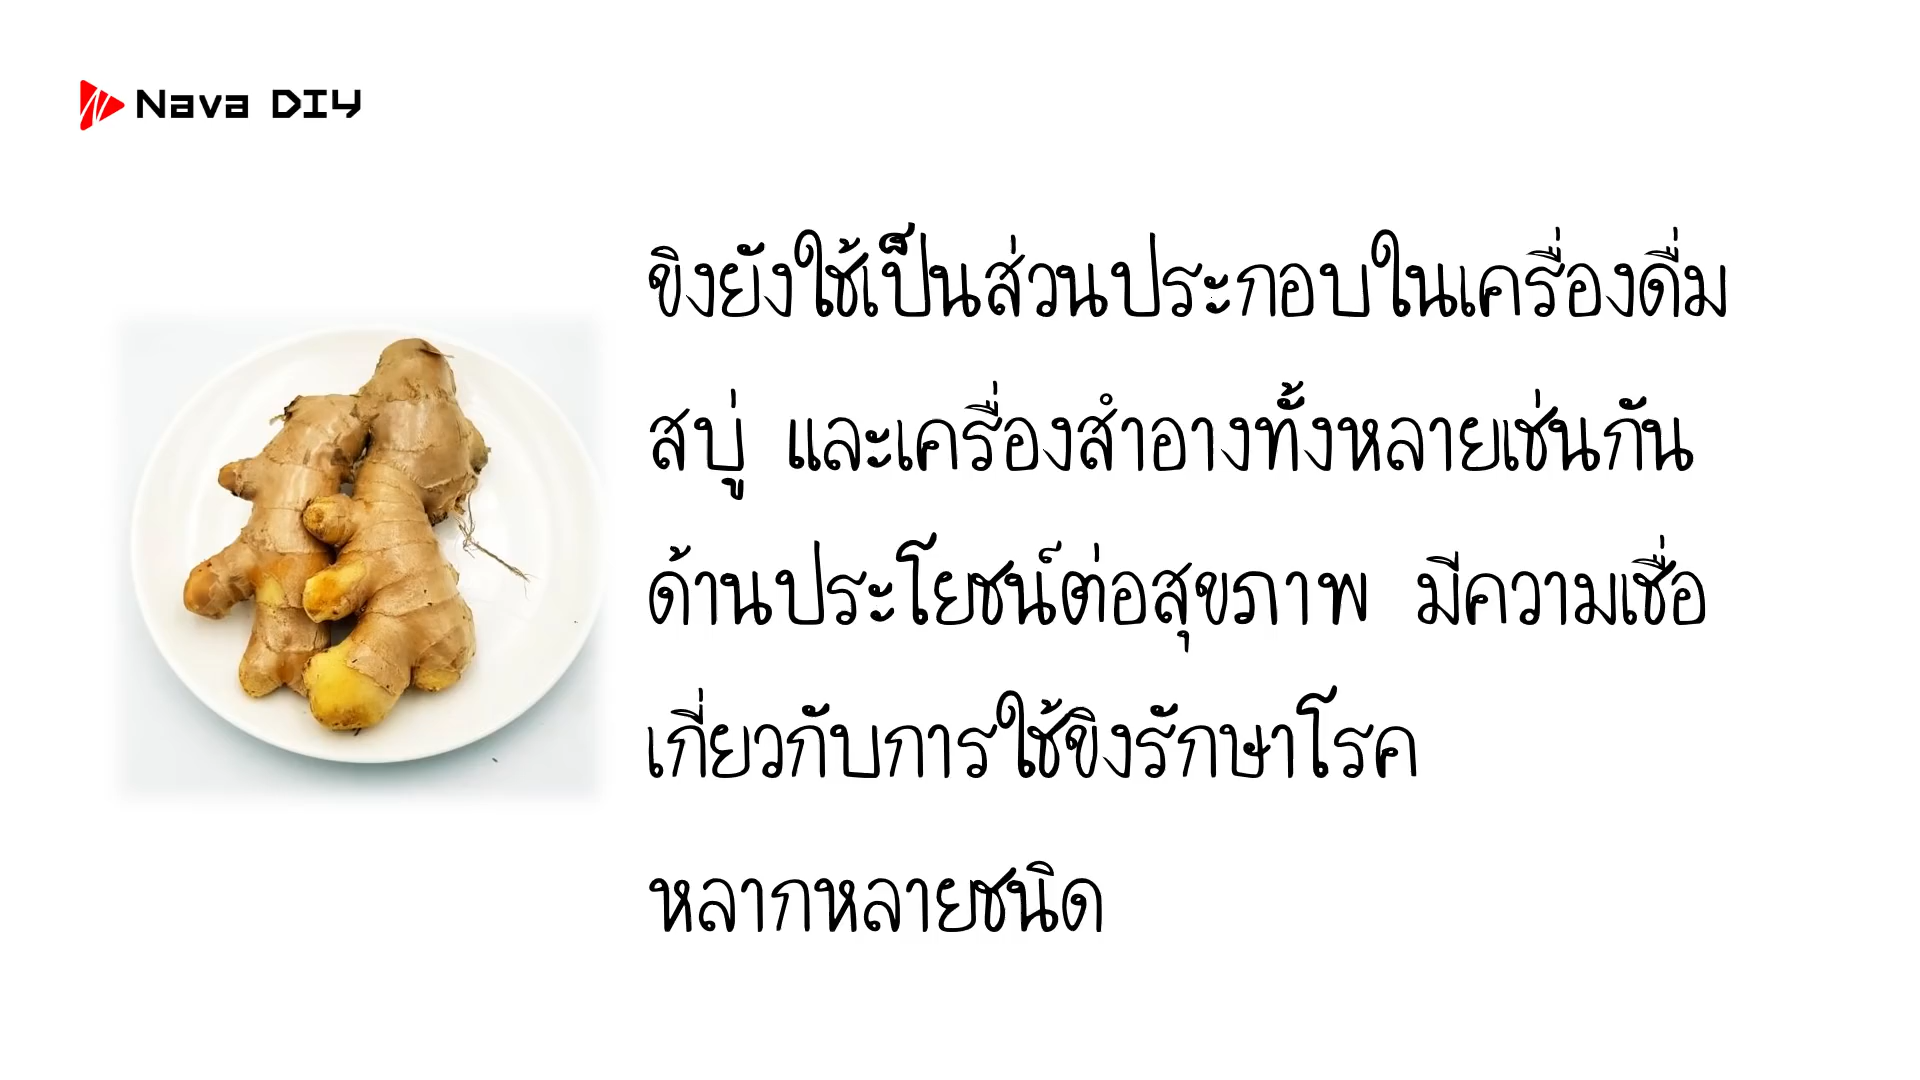 Nava DIY
ขิงยังใช้เป็นส่วนประกอบในเครื่องดื่ม
สบู่ และเครื่องสำอางทั้งหลายเช่นกัน
ด้านประโยชน์ต่อสุขภาพ มีความเชื่อ
เกี่ยวกับการใช้ขิงรักษาโรค
หลากหลายชนิด